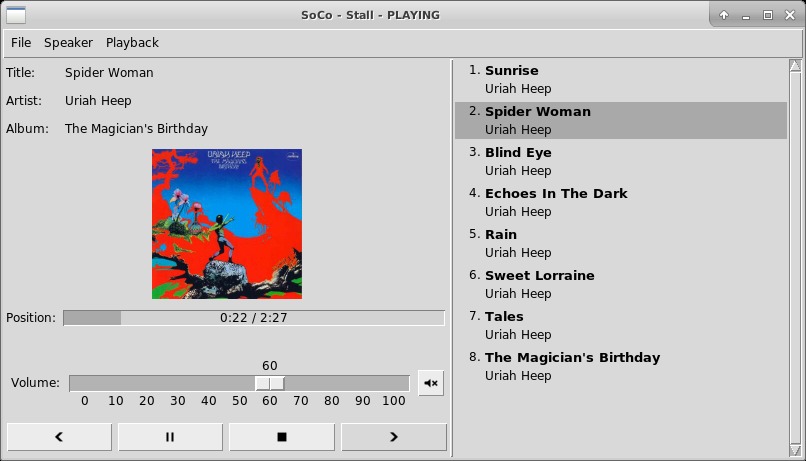 SoCo - Stall - PLAYING
File Speaker Playback
Title: Spider Woman
Artist: Uriah Heep
Album: The Magician's Birthday
URIAH HEEP
THE MAGICIAN'S
BIRTHDAY
Position: 0:22 / 2:27
60
Volume:
0 10 20 30 40 50 60 70 80 90 100
1. Sunrise
Uriah Heep
2. Spider Woman
Uriah Heep
3. Blind Eye
Uriah Heep
4. Echoes In The Dark
Uriah Heep
5. Rain
Uriah Heep
6. Sweet Lorraine
Uriah Heep
7. Tales
Uriah Heep
8. The Magician's Birthday
Uriah Heep